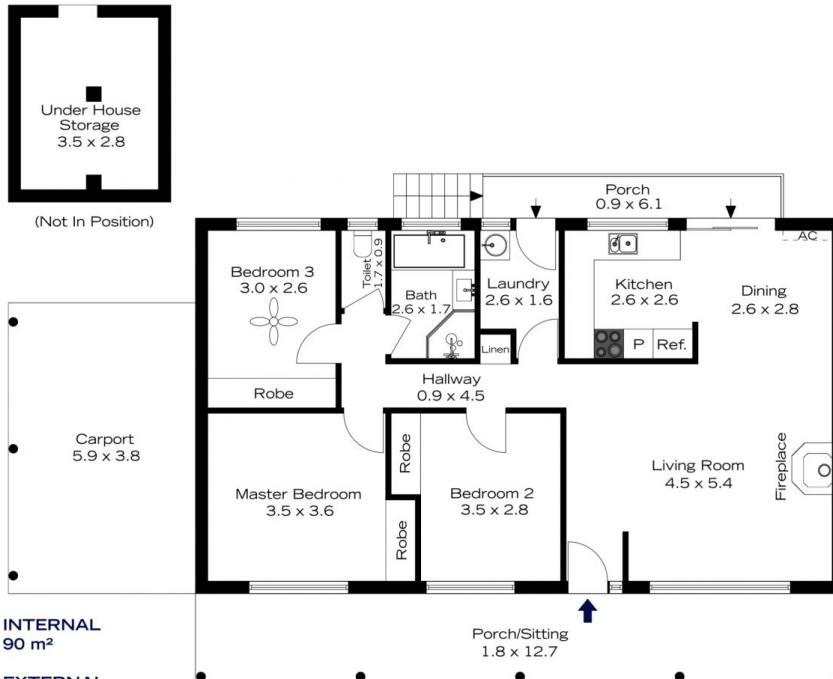 Under House
Storage
3.5 x 2.8
(Not In Position)
Porch
0.9 x 6.1
AC
Bedroom 3
3.0 x 2.6
Toilet
1.7 x 0.9
Bath
2.6 x 1.7
Laundry
2.6 x 1.6
Kitchen
2.6 x 2.6
Dining
2.6 x 2.8
Linen
P
Ref.
Robe
Hallway
0.9 x 4.5
Carport
5.9 x 3.8
Master Bedroom
3.5 x 3.6
Robe
Robe
Bedroom 2
3.5 x 2.8
Living Room
4.5 x 5.4
Fireplace
INTERNAL
90 m²
Porch/Sitting
1.8 x 12.7
EXTERNAL